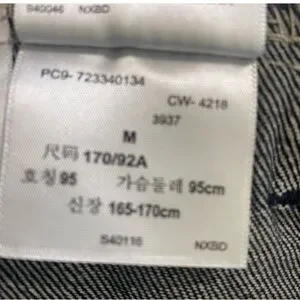 S40046 NXBD
PC9- 723340134
CW- 4218
3937
M
尺码 170/92A
호칭 95 가슴둘레 95cm
신장 165-170cm
S40116 NXBD